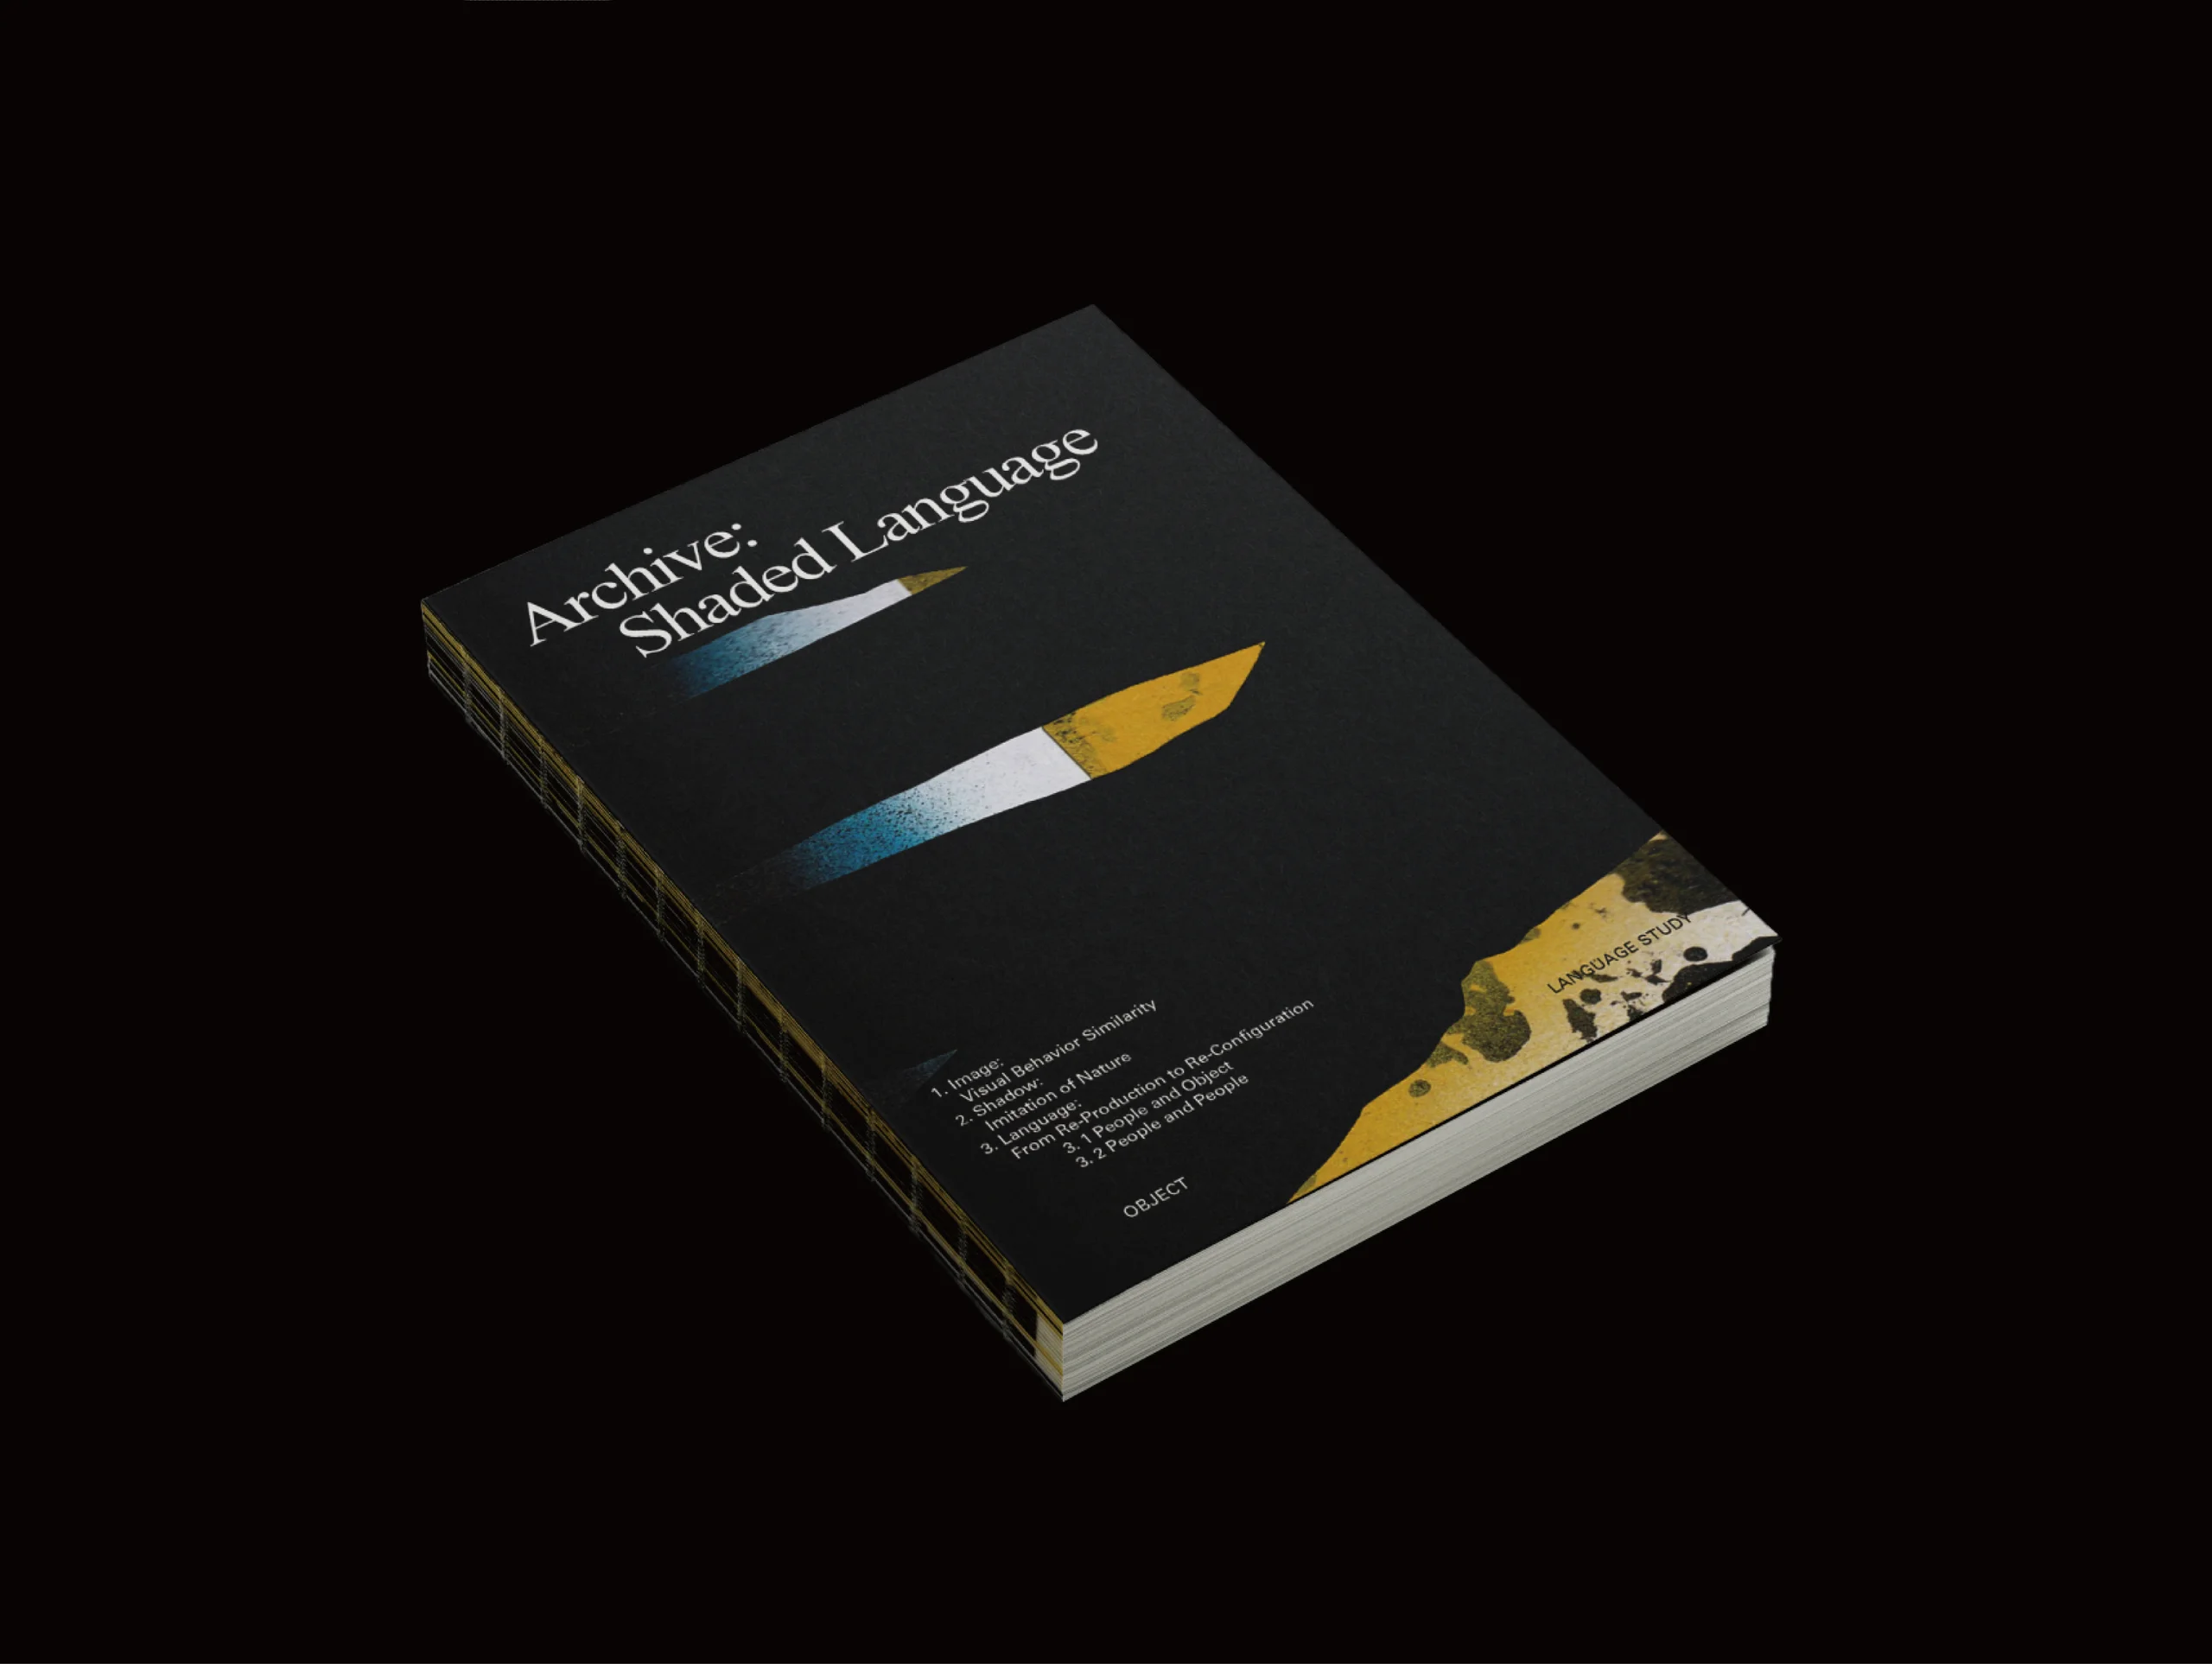 Archive:
Shaded Language
1. Image:
Visual Behavior Similarity
2. Shadow:
Imitation of Nature
3. Language:
From Re-Production to Re-Configuration
3. 1 People and Object
3. 2 People and People
OBJECT
LANGUAGE STUDY